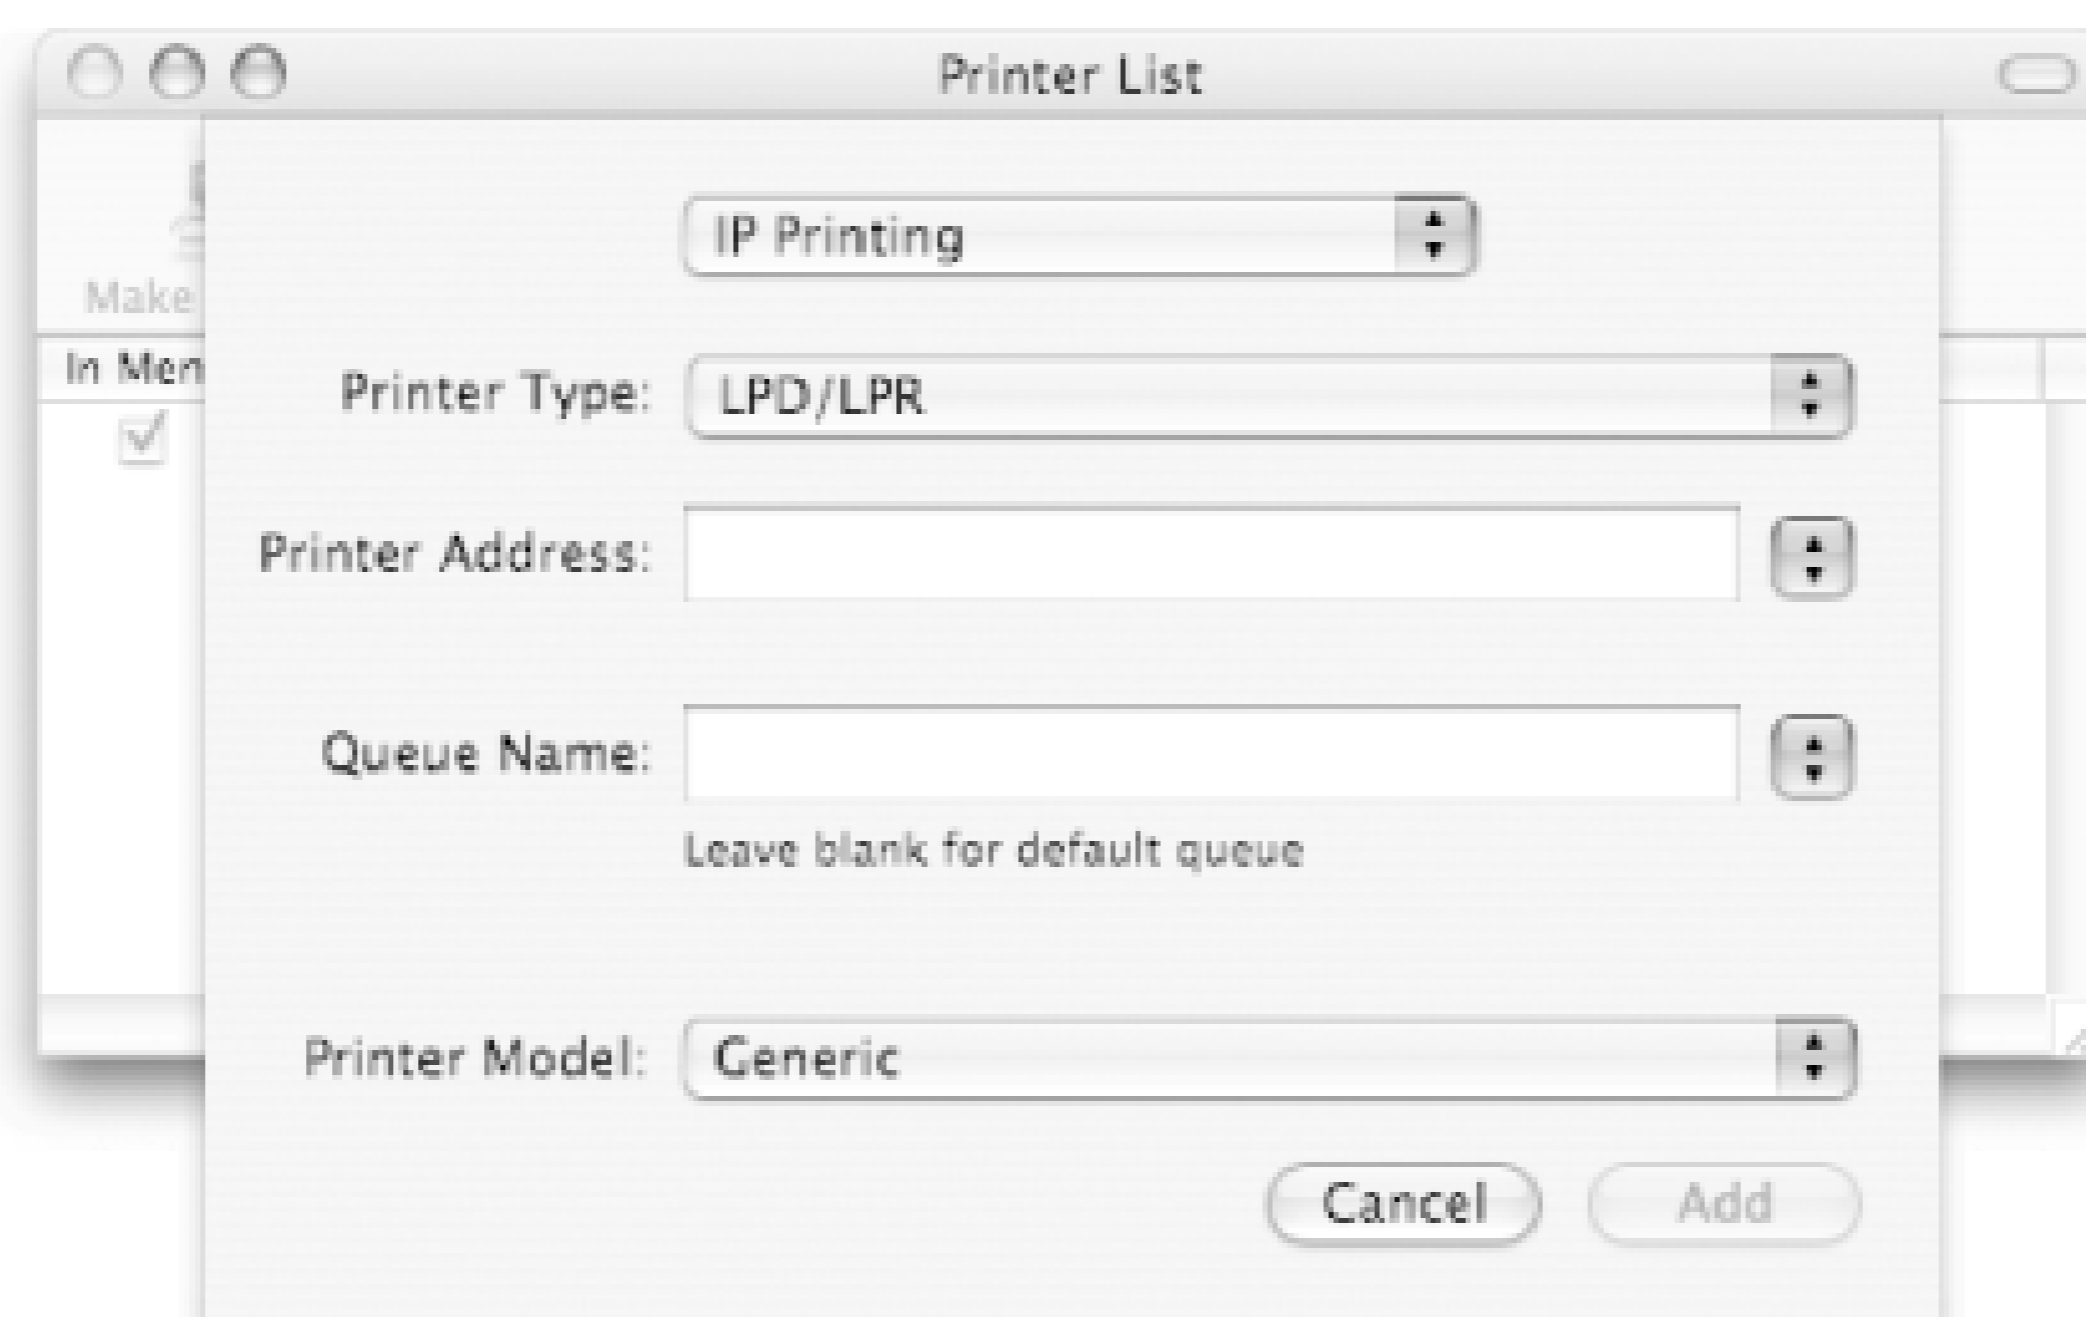 Printer List
IP Printing
Make
In Men
Printer Type: LPD/LPR
Printer Address:
Queue Name:
Leave blank for default queue
Printer Model: Generic
Cancel Add